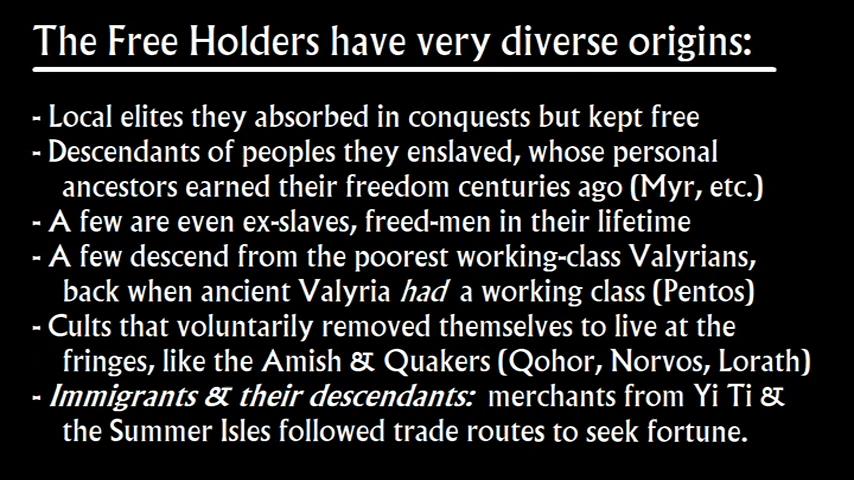 The Free Holders have very diverse origins:
- Local elites they absorbed in conquests but kept free
- Descendants of peoples they enslaved, whose personal
ancestors earned their freedom centuries ago (Myr, etc.)
- A few are even ex-slaves, freed-men in their lifetime
- A few descend from the poorest working-class Valyrians,
back when ancient Valyria had a working class (Pentos)
- Cults that voluntarily removed themselves to live at the
fringes, like the Amish & Quakers (Qohor, Norvos, Lorath)
- Immigrants & their descendants: merchants from Yi Ti &
the Summer Isles followed trade routes to seek fortune.